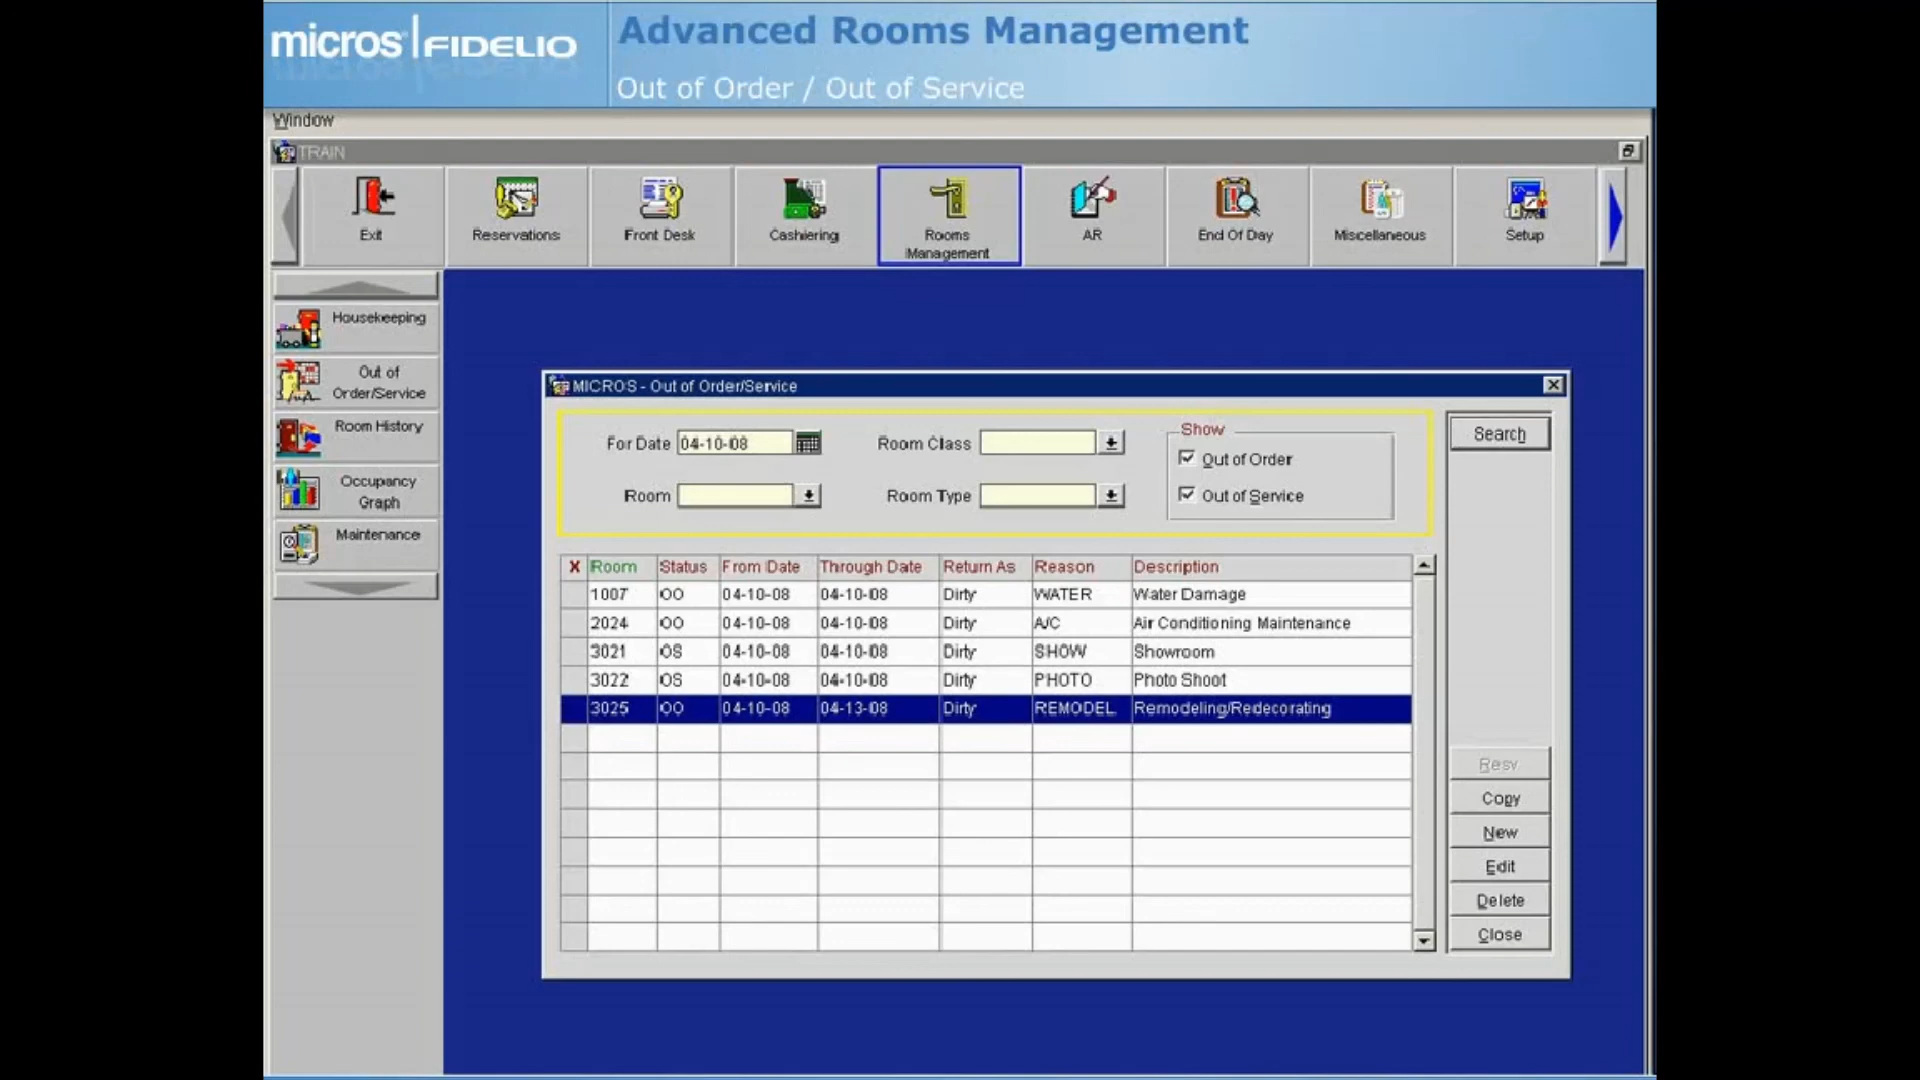 micros | FIDELIO
Advanced Rooms Management
Out of Order / Out of Service
Window
TRAIN
Exit
Reservations
Front Desk
Cashiering
Rooms
Management
AR
End Of Day
Miscellaneous
Setup
Housekeeping
Out of
Order/Service
Room History
Occupancy
Graph
Maintenance
MICROS - Out of Order/Service
For Date 04-10-08
Room Class
Show
Out of Order
Room
Room Type
Out of Service
Search
X Room Status From Date Through Date Return As Reason Description
1007 OO 04-10-08 04-10-08 Dirty WATER Water Damage
2024 OO 04-10-08 04-10-08 Dirty A/C Air Conditioning Maintenance
3021 OS 04-10-08 04-10-08 Dirty SHOW Showroom
3022 OS 04-10-08 04-10-08 Dirty PHOTO Photo Shoot
3025 OO 04-10-08 04-13-08 Dirty REMODEL Remodeling/Redecorating
Resv
Copy
New
Edit
Delete
Close